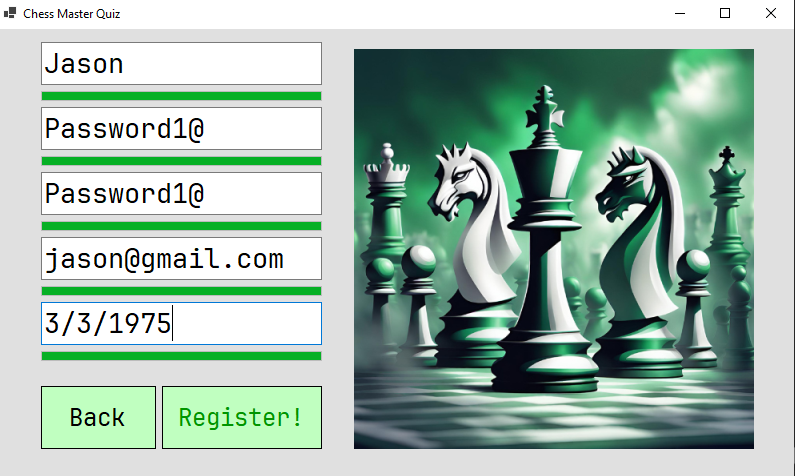 Chess Master Quiz
Jason
Password1@
Password1@
jason@gmail.com
3/3/1975
Back Register!